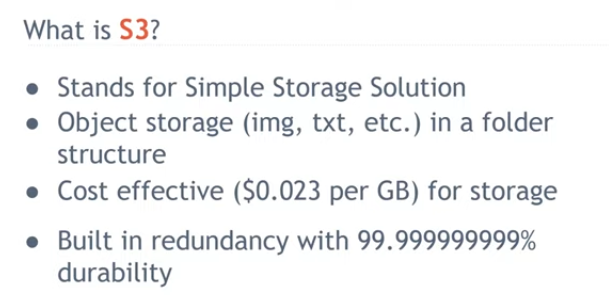 What is S3?
● Stands for Simple Storage Solution
● Object storage (img, txt, etc.) in a folder
structure
● Cost effective ($0.023 per GB) for storage
● Built in redundancy with 99.999999999%
durability